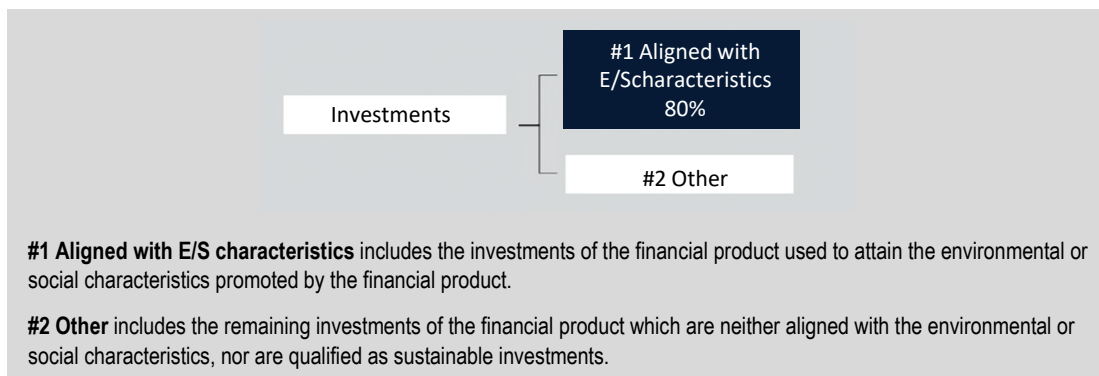 #1 Aligned with
E/Scharacteristics
80%
Investments
#2 Other
#1 Aligned with E/S characteristics includes the investments of the financial product used to attain the environmental or
social characteristics promoted by the financial product.
#2 Other includes the remaining investments of the financial product which are neither aligned with the environmental or
social characteristics, nor are qualified as sustainable investments.